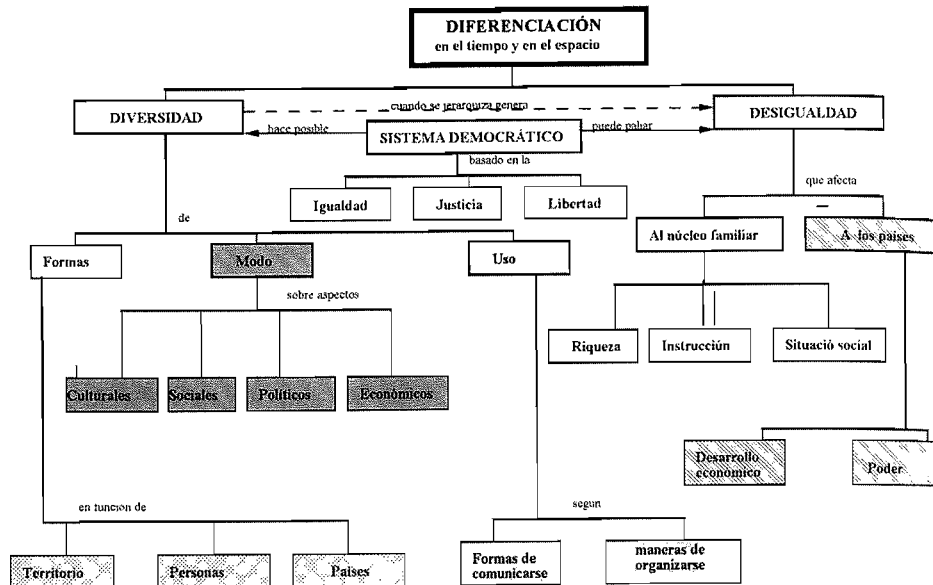 DIFERENCIACIÓN
en el tiempo y en el espacio
cuando se jerarquiza genera
DIVERSIDAD
DESIGUALDAD
hace posible
puede paliar
SISTEMA DEMOCRÁTICO
basado en la
Igualdad
Justicia
Libertad
que afecta
de
Al núcleo familiar
A los países
Formas
Modo
Uso
sobre aspectos
Riqueza
Instrucción
Situació social
Culturales
Sociales
Políticos
Económicos
Desarrollo
económico
Poder
en función de
según
Territorio
Personas
Países
Formas de
comunicarse
maneras de
organizarse